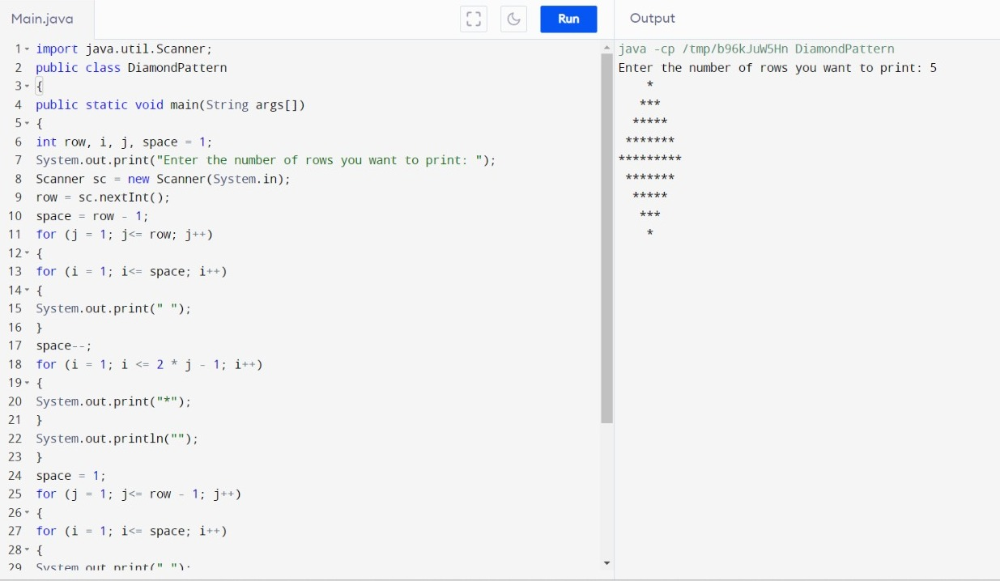 Main.java
Run
Output
1 import java.util.Scanner;
2 public class DiamondPattern
3 {
4 public static void main(String args[])
5 {
6 int row, i, j, space = 1;
7 System.out.print("Enter the number of rows you want to print: ");
8 Scanner sc = new Scanner(System.in);
9 row = sc.nextInt();
10 space = row - 1;
11 for (j = 1; j<= row; j++)
12 {
13 for (i = 1; i<= space; i++)
14 {
15 System.out.print(" ");
16 }
17 space--;
18 for (i = 1; i <= 2 * j - 1; i++)
19 {
20 System.out.print("*");
21 }
22 System.out.println("");
23 }
24 space = 1;
25 for (j = 1; j<= row - 1; j++)
26 {
27 for (i = 1; i<= space; i++)
28 {
29 System.out.print(" ");
java -cp /tmp/b96kJuW5Hn DiamondPattern
Enter the number of rows you want to print: 5
    *
   ***
  *****
 *******
*********
 *******
  *****
   ***
    *